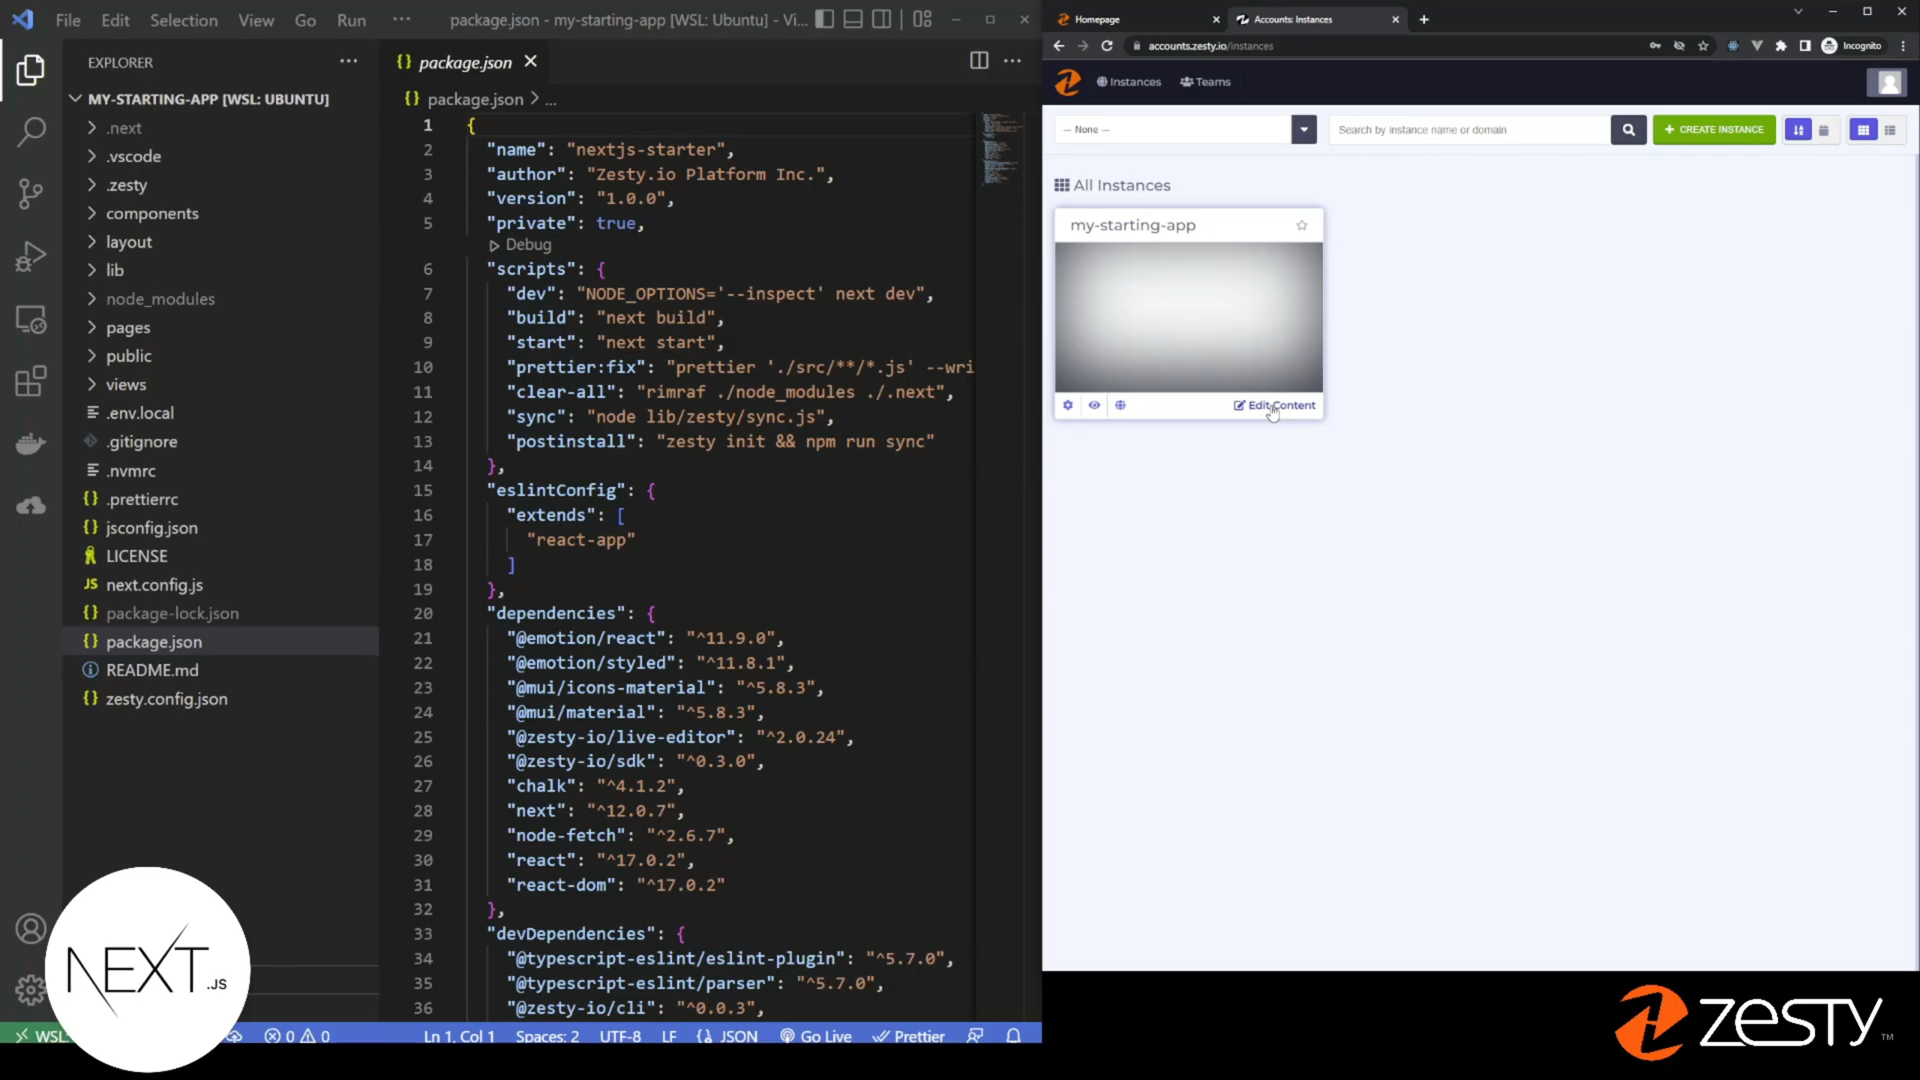 File Edit Selection View Go Run ··· package.json - my-starting-app [WSL: Ubuntu] - Vi...
EXPLORER
MY-STARTING-APP [WSL: UBUNTU]
.next
.vscode
.zesty
components
layout
lib
node_modules
pages
public
views
.env.local
.gitignore
.nvmrc
.prettierrc
jsconfig.json
LICENSE
JS next.config.js
package-lock.json
package.json
README.md
zesty.config.json
{} package.json
{} package.json > ...
1 {
2 "name": "nextjs-starter",
3 "author": "Zesty.io Platform Inc.",
4 "version": "1.0.0",
5 "private": true,
Debug
6 "scripts": {
7 "dev": "NODE_OPTIONS='--inspect' next dev",
8 "build": "next build",
9 "start": "next start",
10 "prettier:fix": "prettier './src/**/*.js' --wri
11 "clear-all": "rimraf ./node_modules ./.next",
12 "sync": "node lib/zesty/sync.js",
13 "postinstall": "zesty init && npm run sync"
14 },
15 "eslintConfig": {
16 "extends": [
17 "react-app"
18 ]
19 },
20 "dependencies": {
21 "@emotion/react": "^11.9.0",
22 "@emotion/styled": "^11.8.1",
23 "@mui/icons-material": "^5.8.3",
24 "@mui/material": "^5.8.3",
25 "@zesty-io/live-editor": "^2.0.24",
26 "@zesty-io/sdk": "^0.3.0",
27 "chalk": "^4.1.2",
28 "next": "^12.0.7",
29 "node-fetch": "^2.6.7",
30 "react": "^17.0.2",
31 "react-dom": "^17.0.2"
32 },
33 "devDependencies": {
34 "@typescript-eslint/eslint-plugin": "^5.7.0",
35 "@typescript-eslint/parser": "^5.7.0",
36 "@zesty-io/cli": "^0.0.3",
WSL: 0 0 Ln 1, Col 1 Spaces: 2 UTF-8 LF {} JSON Go Live Prettier
NEXT.JS
Homepage
Accounts: Instances
accounts.zesty.io/instances
Incognito
Instances Teams
— None —
Search by instance name or domain
+ CREATE INSTANCE
All Instances
my-starting-app
Edit Content
ZESTY™